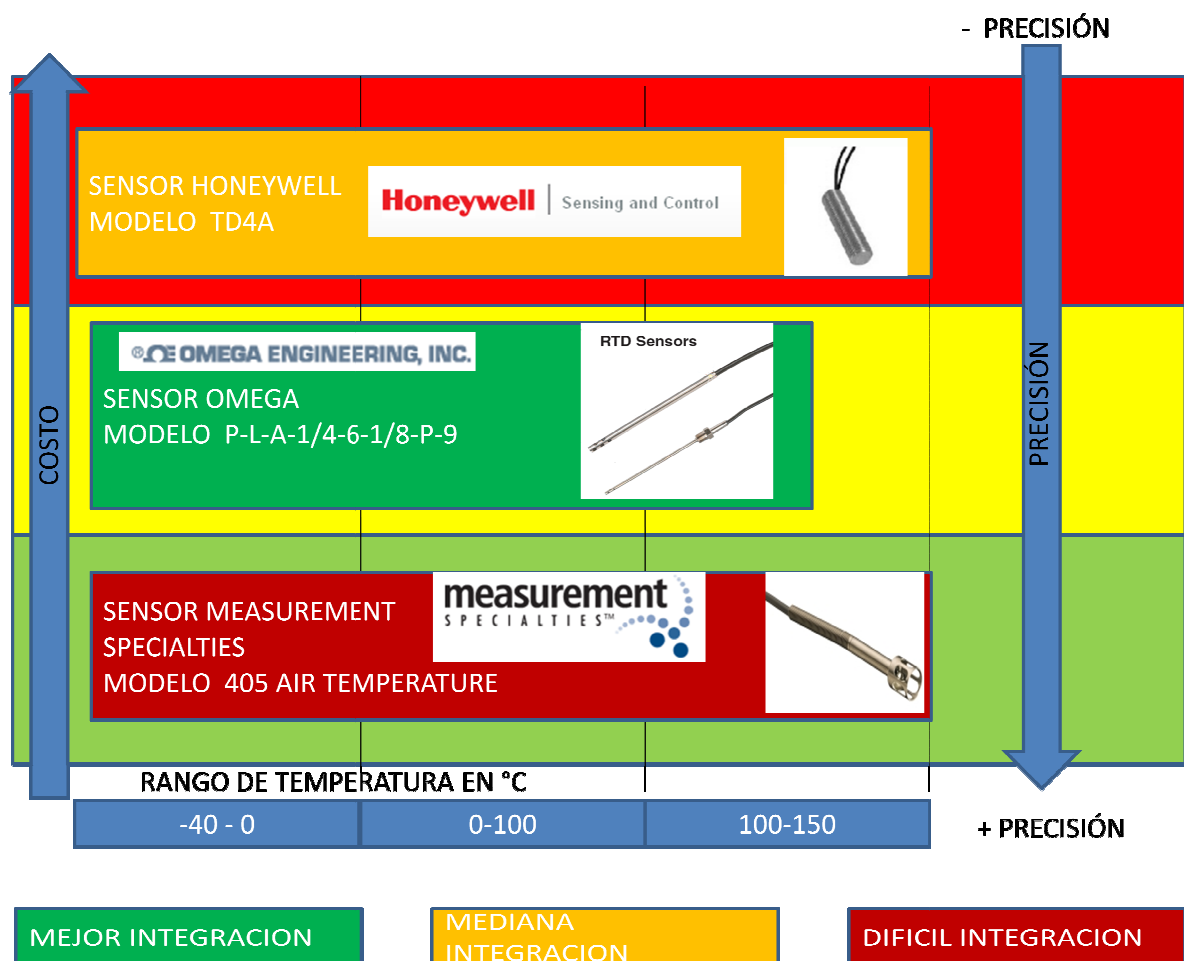 - PRECISIÓN
SENSOR HONEYWELL
MODELO TD4A
Honeywell | Sensing and Control
®ΩE OMEGA ENGINEERING, INC.
RTD Sensors
SENSOR OMEGA
MODELO P-L-A-1/4-6-1/8-P-9
COSTO
PRECISIÓN
measurement
SPECIALTIES™
SENSOR MEASUREMENT
SPECIALTIES
MODELO 405 AIR TEMPERATURE
RANGO DE TEMPERATURA EN °C
-40 - 0
0-100
100-150
+ PRECISIÓN
MEJOR INTEGRACION
MEDIANA
INTEGRACION
DIFICIL INTEGRACION